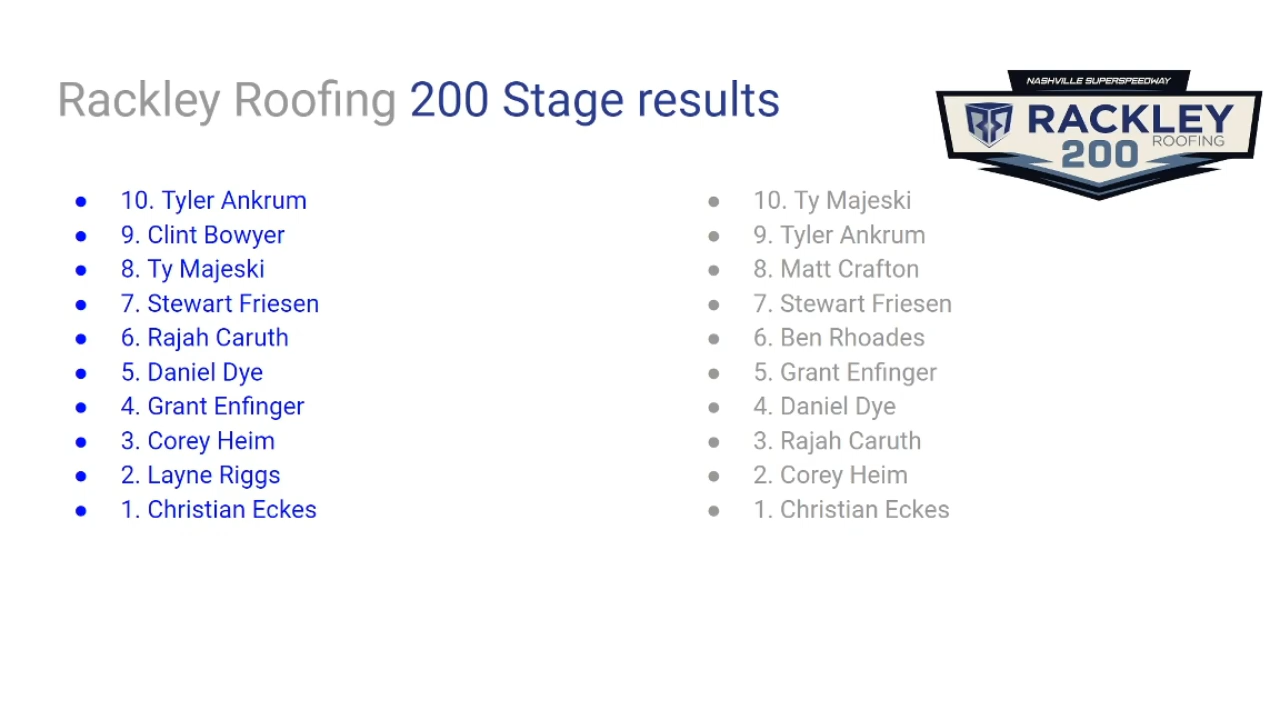 Rackley Roofing 200 Stage results
NASHVILLE SUPERSPEEDWAY
RACKLEY
ROOFING
200
10. Tyler Ankrum
9. Clint Bowyer
8. Ty Majeski
7. Stewart Friesen
6. Rajah Caruth
5. Daniel Dye
4. Grant Enfinger
3. Corey Heim
2. Layne Riggs
1. Christian Eckes
10. Ty Majeski
9. Tyler Ankrum
8. Matt Crafton
7. Stewart Friesen
6. Ben Rhoades
5. Grant Enfinger
4. Daniel Dye
3. Rajah Caruth
2. Corey Heim
1. Christian Eckes